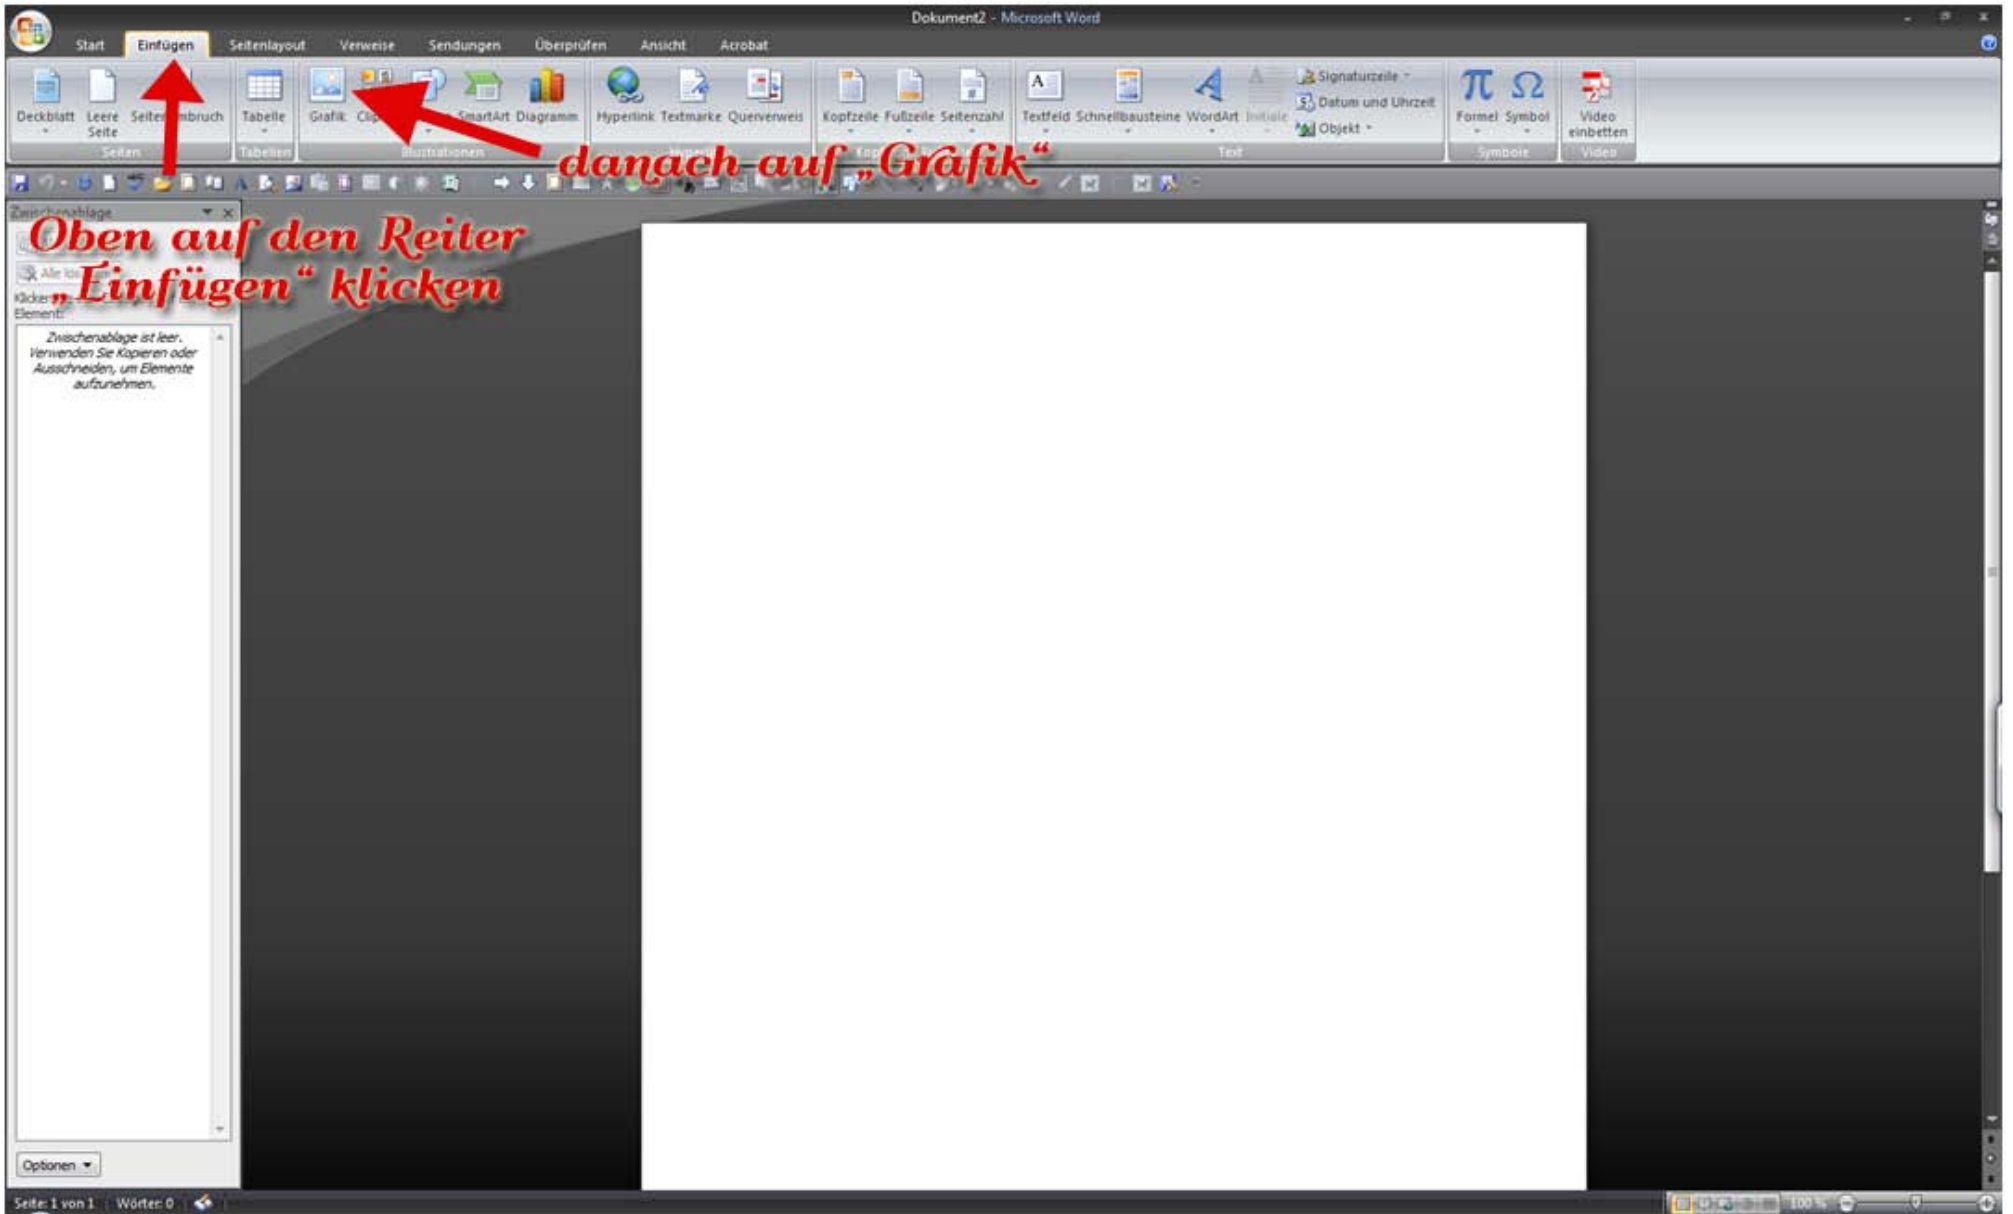 Dokument2 - Microsoft Word
Start Einfügen Seitenlayout Verweise Sendungen Überprüfen Ansicht Acrobat
Deckblatt Leere Seite
Tabelle
Grafik SmartArt Diagramm
Hyperlink Textmarke Querverweis
Kopfzeile Fußzeile Seitenzahl
Textfeld Schnellbausteine WordArt Initiale
Signaturzeile
Datum und Uhrzeit
Objekt
Formel Symbol
Video einbetten
Seiten Tabellen Illustrationen Text Symbole Video
danach auf „Grafik“
Zwischenablage
Oben auf den Reiter
„Einfügen“ klicken
Element:
Zwischenablage ist leer.
Verwenden Sie Kopieren oder
Ausschneiden, um Elemente
aufzunehmen.
Optionen
Seite: 1 von 1 Wörter: 0 100 %